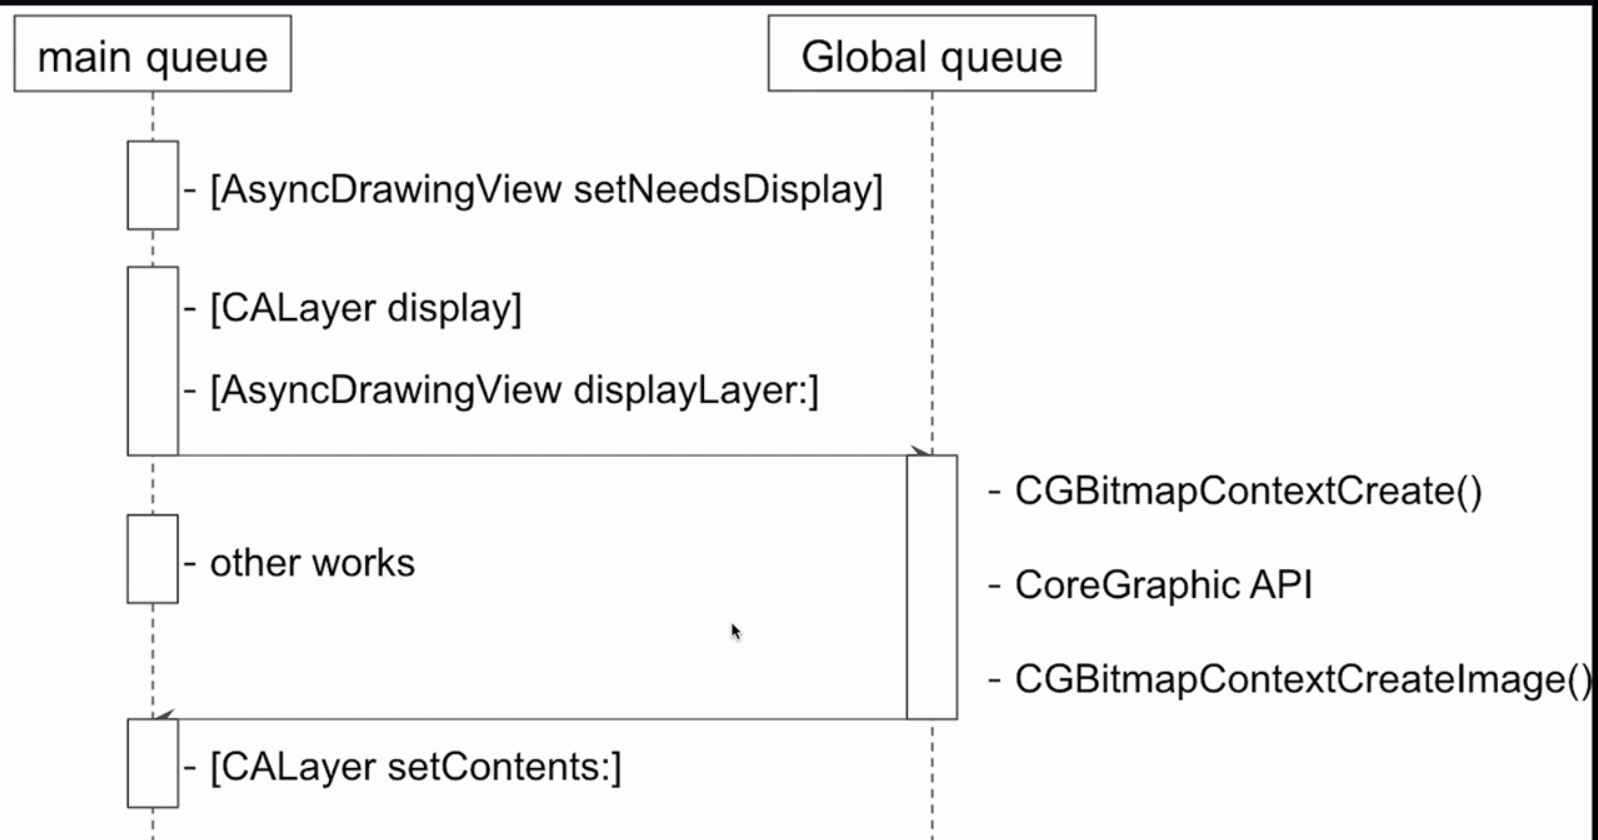 main queue
Global queue
- [AsyncDrawingView setNeedsDisplay]
- [CALayer display]
- [AsyncDrawingView displayLayer:]
- CGBitmapContextCreate()
- other works
- CoreGraphic API
- CGBitmapContextCreateImage()
- [CALayer setContents:]